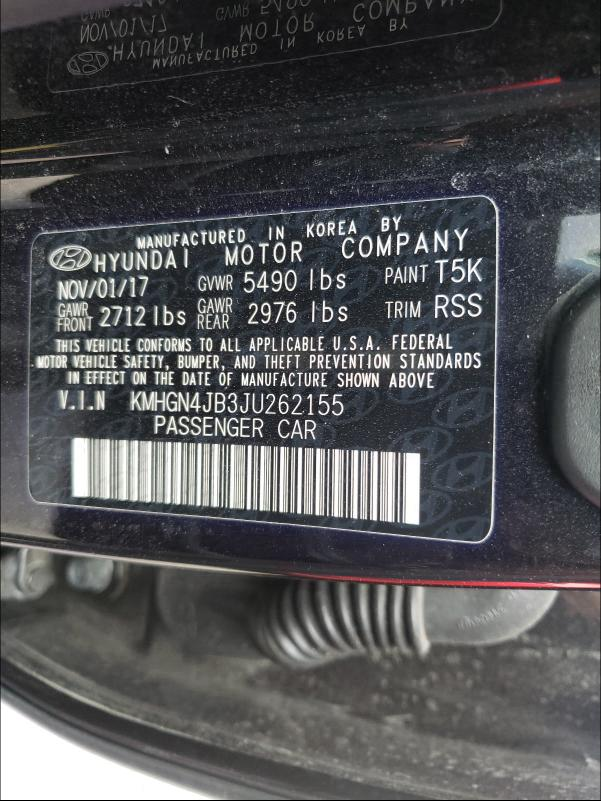 MANUFACTURED IN KOREA BY
HYUNDAI MOTOR COMPANY
NOV/01/17 GVWR 5490 lbs PAINT T5K
GAWR FRONT 2712 lbs GAWR REAR 2976 lbs TRIM RSS
THIS VEHICLE CONFORMS TO ALL APPLICABLE U.S.A. FEDERAL
MOTOR VEHICLE SAFETY, BUMPER, AND THEFT PREVENTION STANDARDS
IN EFFECT ON THE DATE OF MANUFACTURE SHOWN ABOVE
V.I.N KMHGN4JB3JU262155
PASSENGER CAR